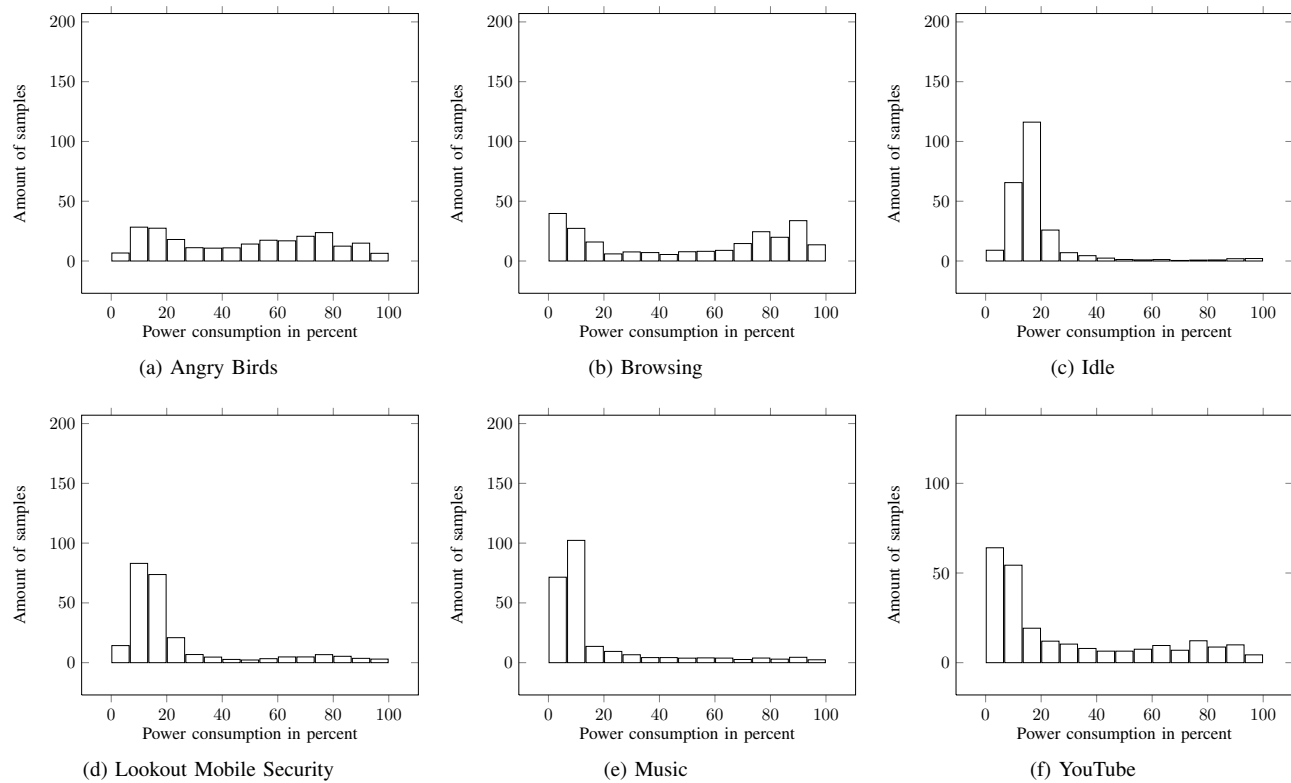 200
150
100
50
0
Amount of samples
0 20 40 60 80 100
Power consumption in percent
(a) Angry Birds
200
150
100
50
0
Amount of samples
0 20 40 60 80 100
Power consumption in percent
(b) Browsing
200
150
100
50
0
Amount of samples
0 20 40 60 80 100
Power consumption in percent
(c) Idle
200
150
100
50
0
Amount of samples
0 20 40 60 80 100
Power consumption in percent
(d) Lookout Mobile Security
200
150
100
50
0
Amount of samples
0 20 40 60 80 100
Power consumption in percent
(e) Music
100
50
0
Amount of samples
0 20 40 60 80 100
Power consumption in percent
(f) YouTube